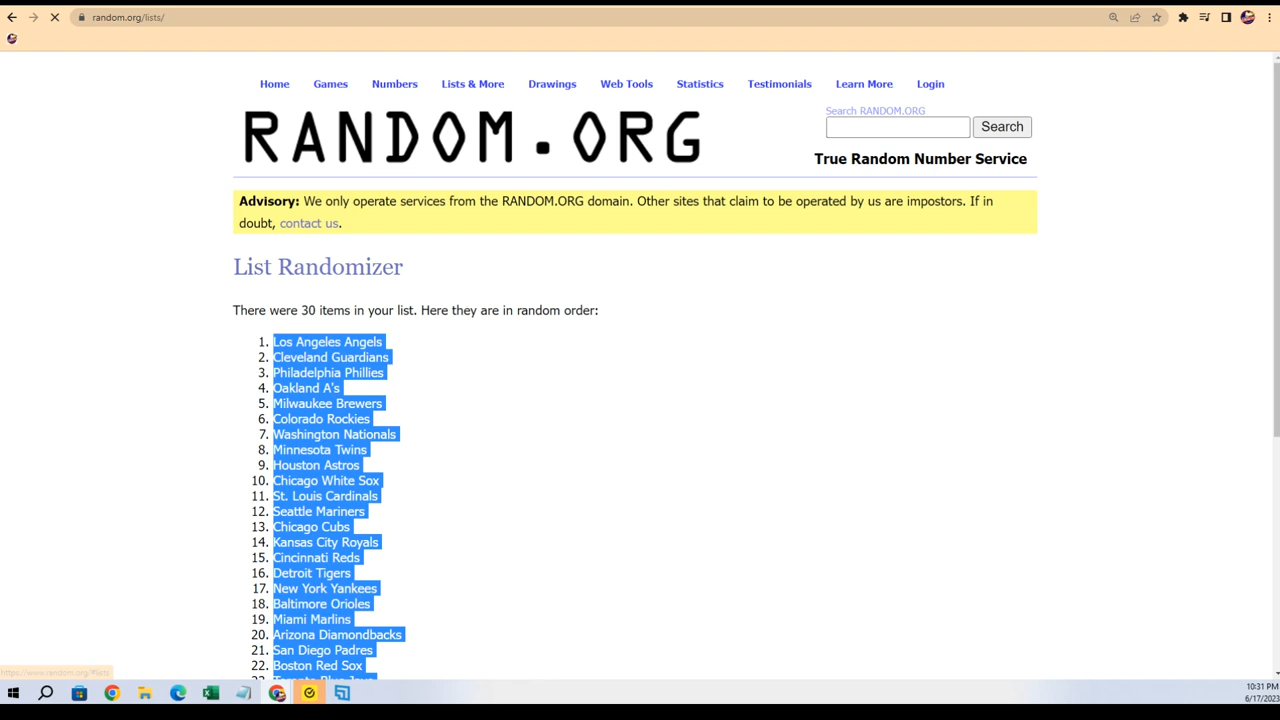 random.org/lists/
Home Games Numbers Lists & More Drawings Web Tools Statistics Testimonials Learn More Login
RANDOM.ORG
Search RANDOM.ORG
Search
True Random Number Service
Advisory: We only operate services from the RANDOM.ORG domain. Other sites that claim to be operated by us are impostors. If in
doubt, contact us.
List Randomizer
There were 30 items in your list. Here they are in random order:
1. Los Angeles Angels
2. Cleveland Guardians
3. Philadelphia Phillies
4. Oakland A's
5. Milwaukee Brewers
6. Colorado Rockies
7. Washington Nationals
8. Minnesota Twins
9. Houston Astros
10. Chicago White Sox
11. St. Louis Cardinals
12. Seattle Mariners
13. Chicago Cubs
14. Kansas City Royals
15. Cincinnati Reds
16. Detroit Tigers
17. New York Yankees
18. Baltimore Orioles
19. Miami Marlins
20. Arizona Diamondbacks
21. San Diego Padres
22. Boston Red Sox
https://www.random.org/#lists
10:31 PM
6/17/2023